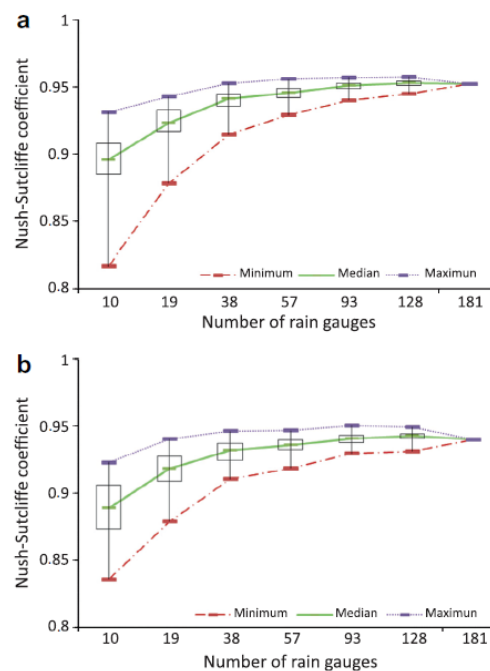 a
1
0.95
0.9
0.85
0.8
Nush-Sutcliffe coefficient
Minimum Median Maximun
10 19 38 57 93 128 181
Number of rain gauges
b
1
0.95
0.9
0.85
0.8
Nush-Sutcliffe coefficient
Minimum Median Maximun
10 19 38 57 93 128 181
Number of rain gauges